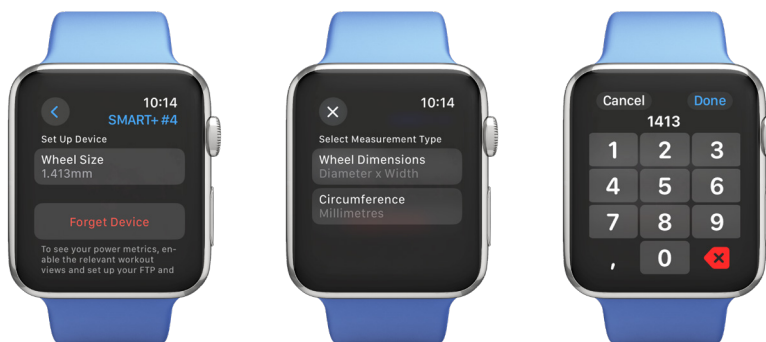 10:14
SMART+ #4
Set Up Device
Wheel Size
1.413mm
Forget Device
To see your power metrics, en-
able the relevant workout
views and set up your FTP and
10:14
Select Measurement Type
Wheel Dimensions
Diameter x Width
Circumference
Millimetres
Cancel Done
1413
1 2 3
4 5 6
7 8 9
, 0